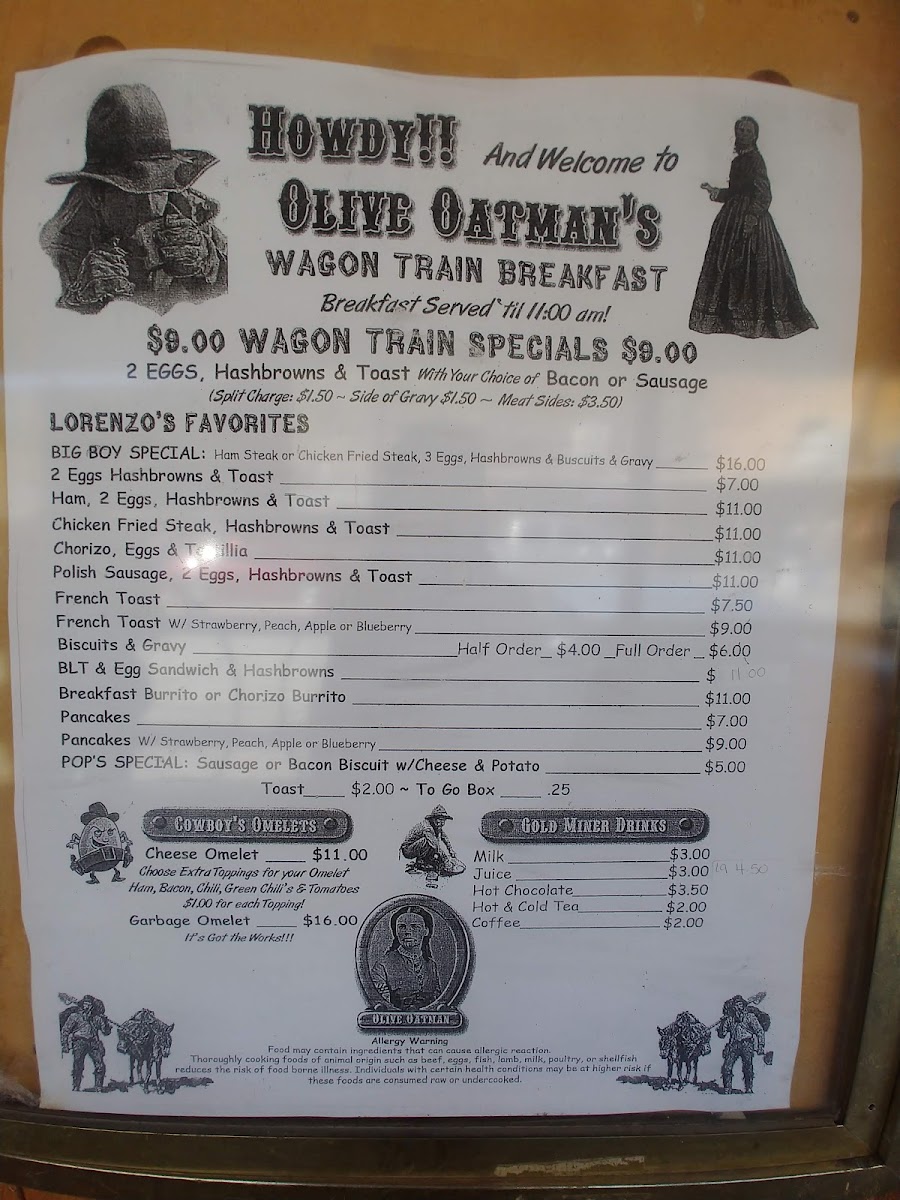 HOWDY!! And Welcome to
OLIVE OATMAN'S
WAGON TRAIN BREAKFAST
Breakfast Served 'til 11:00 am!
$9.00 WAGON TRAIN SPECIALS $9.00
2 EGGS, Hashbrowns & Toast With Your Choice of Bacon or Sausage
(Split Charge: $1.50 ~ Side of Gravy $1.50 ~ Meat Sides: $3.50)
LORENZO'S FAVORITES
BIG BOY SPECIAL: Ham Steak or Chicken Fried Steak, 3 Eggs, Hashbrowns & Buscuits & Gravy $16.00
2 Eggs Hashbrowns & Toast $7.00
Ham, 2 Eggs, Hashbrowns & Toast $11.00
Chicken Fried Steak, Hashbrowns & Toast $11.00
Chorizo, Eggs & $11.00
Polish Sausage, 2 Eggs, Hashbrowns & Toast $11.00
French Toast $7.50
French Toast W/ Strawberry, Peach, Apple or Blueberry $9.00
Biscuits & Gravy Half Order $4.00 Full Order $6.00
BLT & Egg Sandwich & Hashbrowns $ 11 00
Breakfast Burrito or Chorizo Burrito $11.00
Pancakes $7.00
Pancakes W/ Strawberry, Peach, Apple or Blueberry $9.00
POP'S SPECIAL: Sausage or Bacon Biscuit w/Cheese & Potato $5.00
Toast $2.00 ~ To Go Box .25
COWBOY'S OMELETS
Cheese Omelet $11.00
Choose Extra Toppings for your Omelet
Ham, Bacon, Chili, Green Chili's & Tomatoes
$1.00 for each Topping!
Garbage Omelet $16.00
It's Got the Works!!!
GOLD MINER DRINKS
Milk $3.00
Juice $3.00 4 50
Hot Chocolate $3.50
Hot & Cold Tea $2.00
Coffee $2.00
OLIVE OATMAN
Allergy Warning
Food may contain ingredients that can cause allergic reaction.
Thoroughly cooking foods of animal origin such as beef, eggs, fish, lamb, milk, poultry, or shellfish
reduces the risk of food borne illness. Individuals with certain health conditions may be at higher risk if
these foods are consumed raw or undercooked.